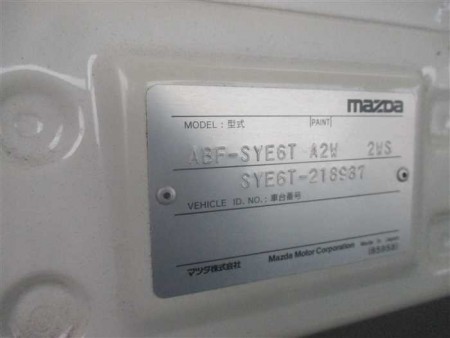 mazda
MODEL: 型式 PAINT
ABF-SYE6T A2W 2WS
SYE6T-218987
VEHICLE ID. NO.: 車台番号
マツダ株式会社 Mazda Motor Corporation Made in Japan